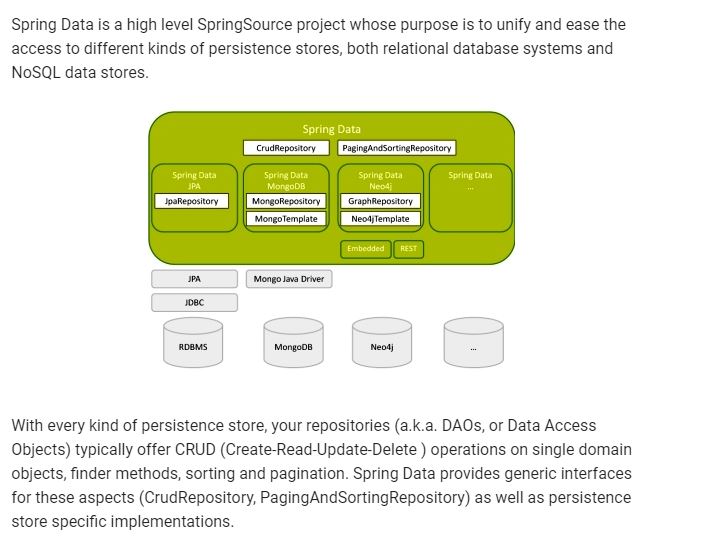 Spring Data is a high level SpringSource project whose purpose is to unify and ease the
access to different kinds of persistence stores, both relational database systems and
NoSQL data stores.
Spring Data
CrudRepository
PagingAndSortingRepository
Spring Data
JPA
JpaRepository
Spring Data
MongoDB
MongoRepository
MongoTemplate
Spring Data
Neo4j
GraphRepository
Neo4jTemplate
Spring Data
...
Embedded
REST
JPA
Mongo Java Driver
JDBC
RDBMS
MongoDB
Neo4j
...
With every kind of persistence store, your repositories (a.k.a. DAOs, or Data Access
Objects) typically offer CRUD (Create-Read-Update-Delete ) operations on single domain
objects, finder methods, sorting and pagination. Spring Data provides generic interfaces
for these aspects (CrudRepository, PagingAndSortingRepository) as well as persistence
store specific implementations.